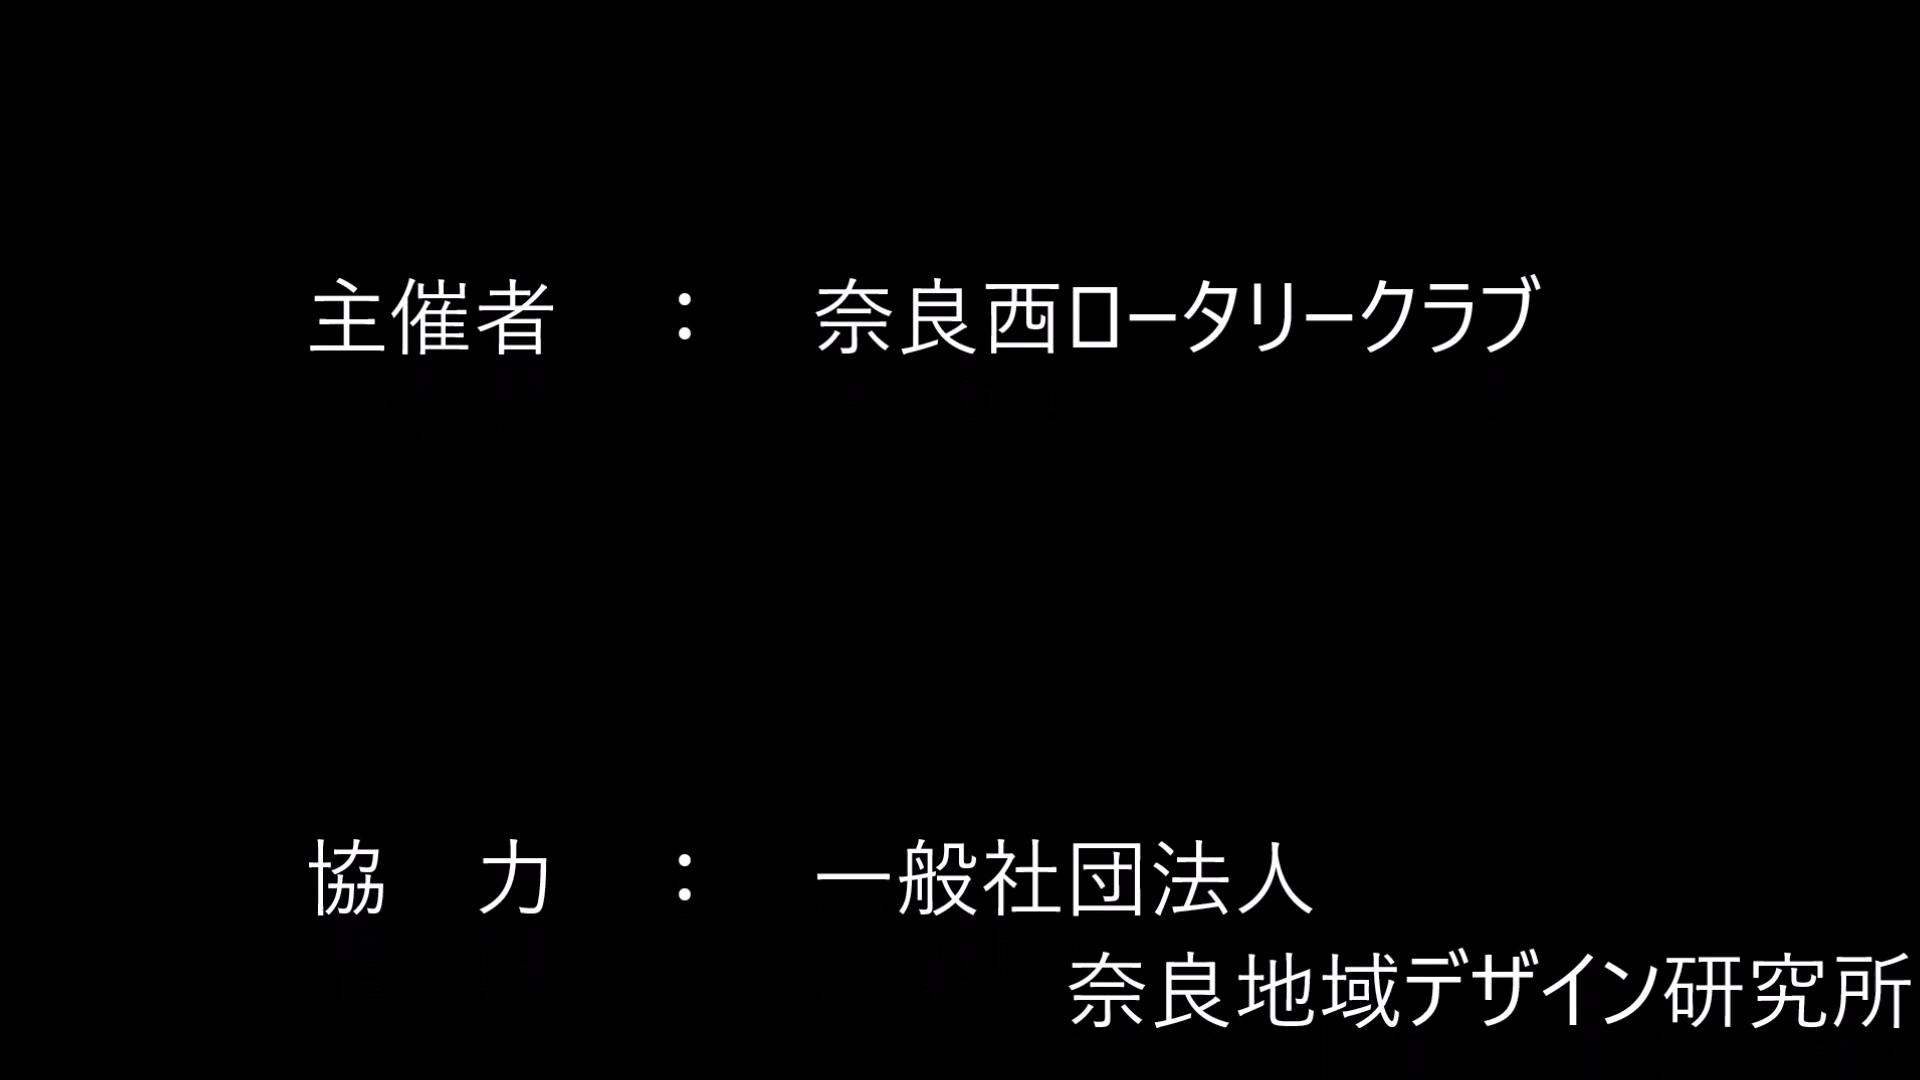 主催者　：　奈良西ロータリークラブ
協　力　：　一般社団法人
奈良地域デザイン研究所